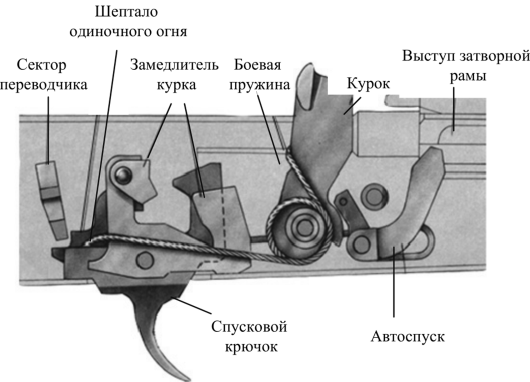 Шептало
одиночного огня
Сектор
переводчика
Замедлитель
курка
Боевая
пружина
Курок
Выступ затворной
рамы
Спусковой
крючок
Автоспуск